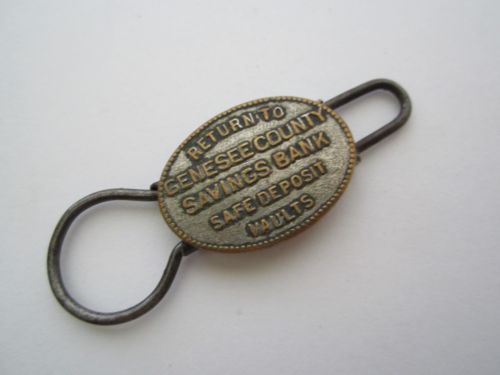 RETURN TO
GENESEE COUNTY
SAVINGS BANK
SAFE DEPOSIT
VAULTS